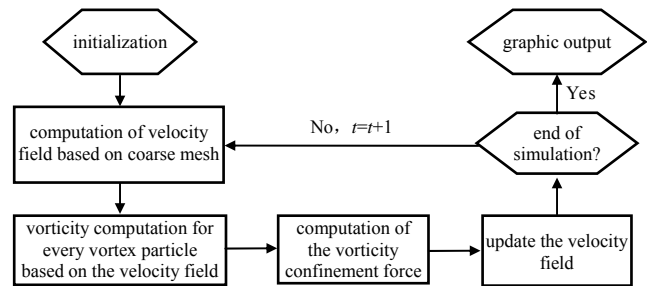 initialization
graphic output
Yes
computation of velocity
field based on coarse mesh
No，t=t+1
end of
simulation?
vorticity computation for
every vortex particle
based on the velocity field
computation of
the vorticity
confinement force
update the velocity
field